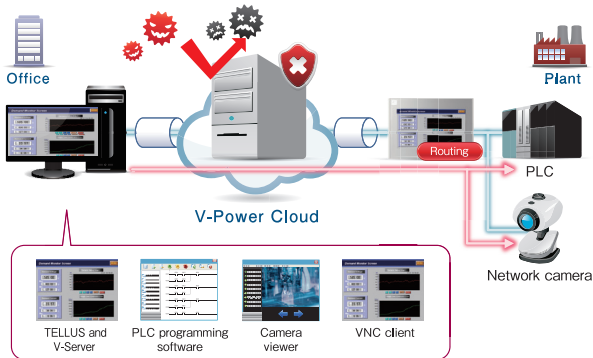 Office
Plant
Routing
PLC
V-Power Cloud
Network camera
TELLUS and
V-Server
PLC programming
software
Camera
viewer
VNC client